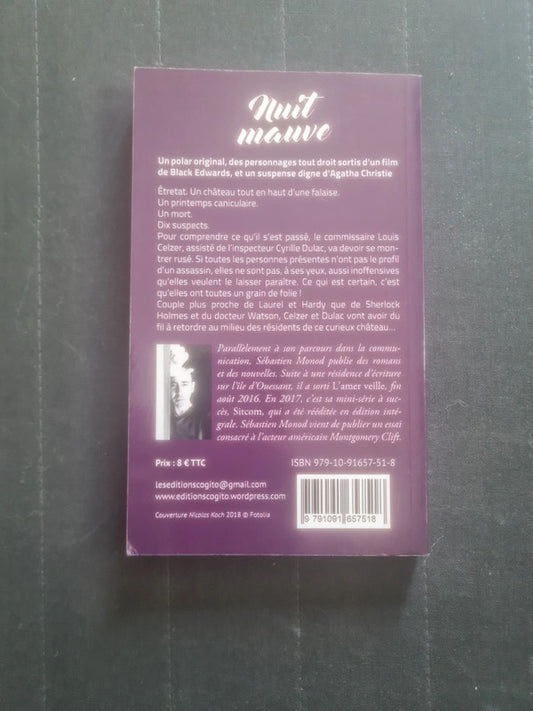 Nuit
mauve
Un polar original, des personnages tout droit sortis d'un film
de Black Edwards, et un suspense digne d'Agatha Christie
Étretat. Un château tout en haut d'une falaise.
Un printemps caniculaire.
Un mort.
Dix suspects.
Pour comprendre ce qu'il s'est passé, le commissaire Louis
Celzer, assisté de l'inspecteur Cyrille Dulac, va devoir se mon-
trer rusé. Si toutes les personnes présentes n'ont pas le profil
d'un assassin, elles ne sont pas, à ses yeux, aussi inoffensives
qu'elles veulent le laisser paraître. Ce qui est certain, c'est
qu'elles ont toutes un grain de folie !
Couple plus proche de Laurel et Hardy que de Sherlock
Holmes et du docteur Watson, Celzer et Dulac vont avoir du
fil à retordre au milieu des résidents de ce curieux château...
Parallèlement à son parcours dans la commu-
nication, Sébastien Monod publie des romans
et des nouvelles. Suite à une résidence d'écriture
sur l'île d'Ouessant, il a sorti L'amer veille, fin
août 2016. En 2017, c'est sa mini-série à suc-
cès, Sitcom, qui a été rééditée en édition inté-
grale. Sébastien Monod vient de publier un essai
consacré à l'acteur américain Montgomery Clift.
Prix : 8 € TTC
ISBN 979-10-91657-51-8
leseditionscogito@gmail.com
www.editionscogito.wordpress.com
Couverture Nicolas Koch 2018 © Fotolia
9 791091 657518